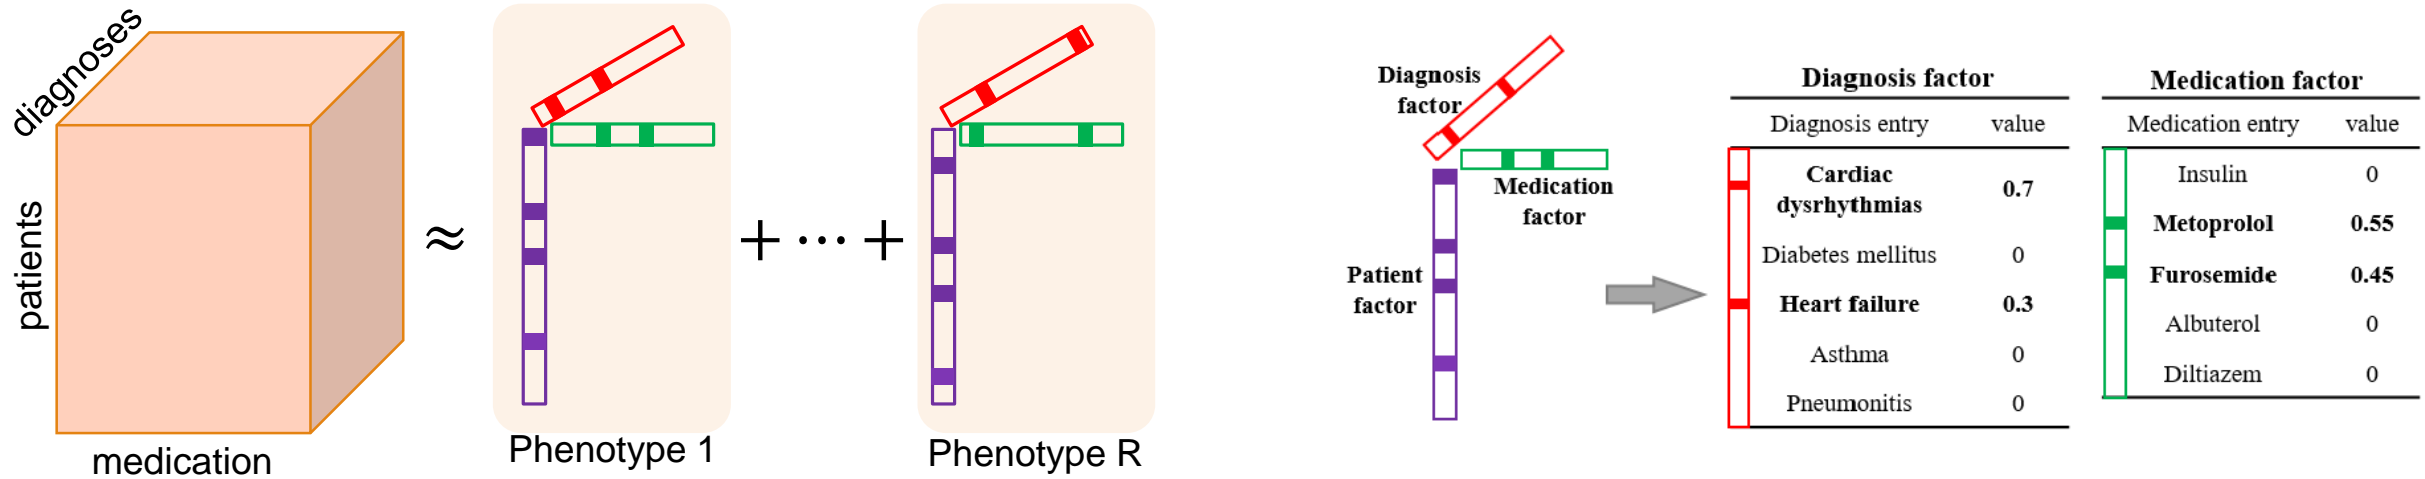 diagnoses
patients
medication
≈
Phenotype 1
+ ··· +
Phenotype R
Diagnosis
factor
Medication
factor
Patient
factor
Diagnosis factor
Diagnosis entry value
Cardiac
dysrhythmias 0.7
Diabetes mellitus 0
Heart failure 0.3
Asthma 0
Pneumonitis 0
Medication factor
Medication entry value
Insulin 0
Metoprolol 0.55
Furosemide 0.45
Albuterol 0
Diltiazem 0